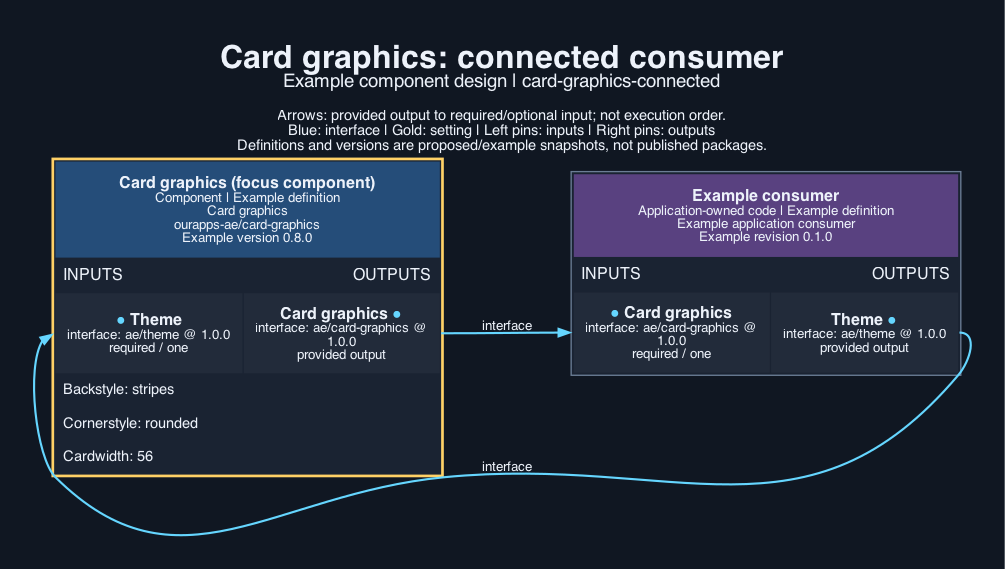 Card graphics: connected consumer
Example component design | card-graphics-connected
Arrows: provided output to required/optional input; not execution order.
Blue: interface | Gold: setting | Left pins: inputs | Right pins: outputs
Definitions and versions are proposed/example snapshots, not published packages.
Card graphics (focus component)
Component | Example definition
Card graphics
ourapps-ae/card-graphics
Example version 0.8.0
INPUTS
OUTPUTS
Theme
interface: ae/theme @ 1.0.0
required / one
Card graphics
interface: ae/card-graphics @
1.0.0
provided output
Backstyle: stripes
Cornerstyle: rounded
Cardwidth: 56
interface
interface
Example consumer
Application-owned code | Example definition
Example application consumer
Example revision 0.1.0
INPUTS
OUTPUTS
Card graphics
interface: ae/card-graphics @
1.0.0
required / one
Theme
interface: ae/theme @ 1.0.0
provided output